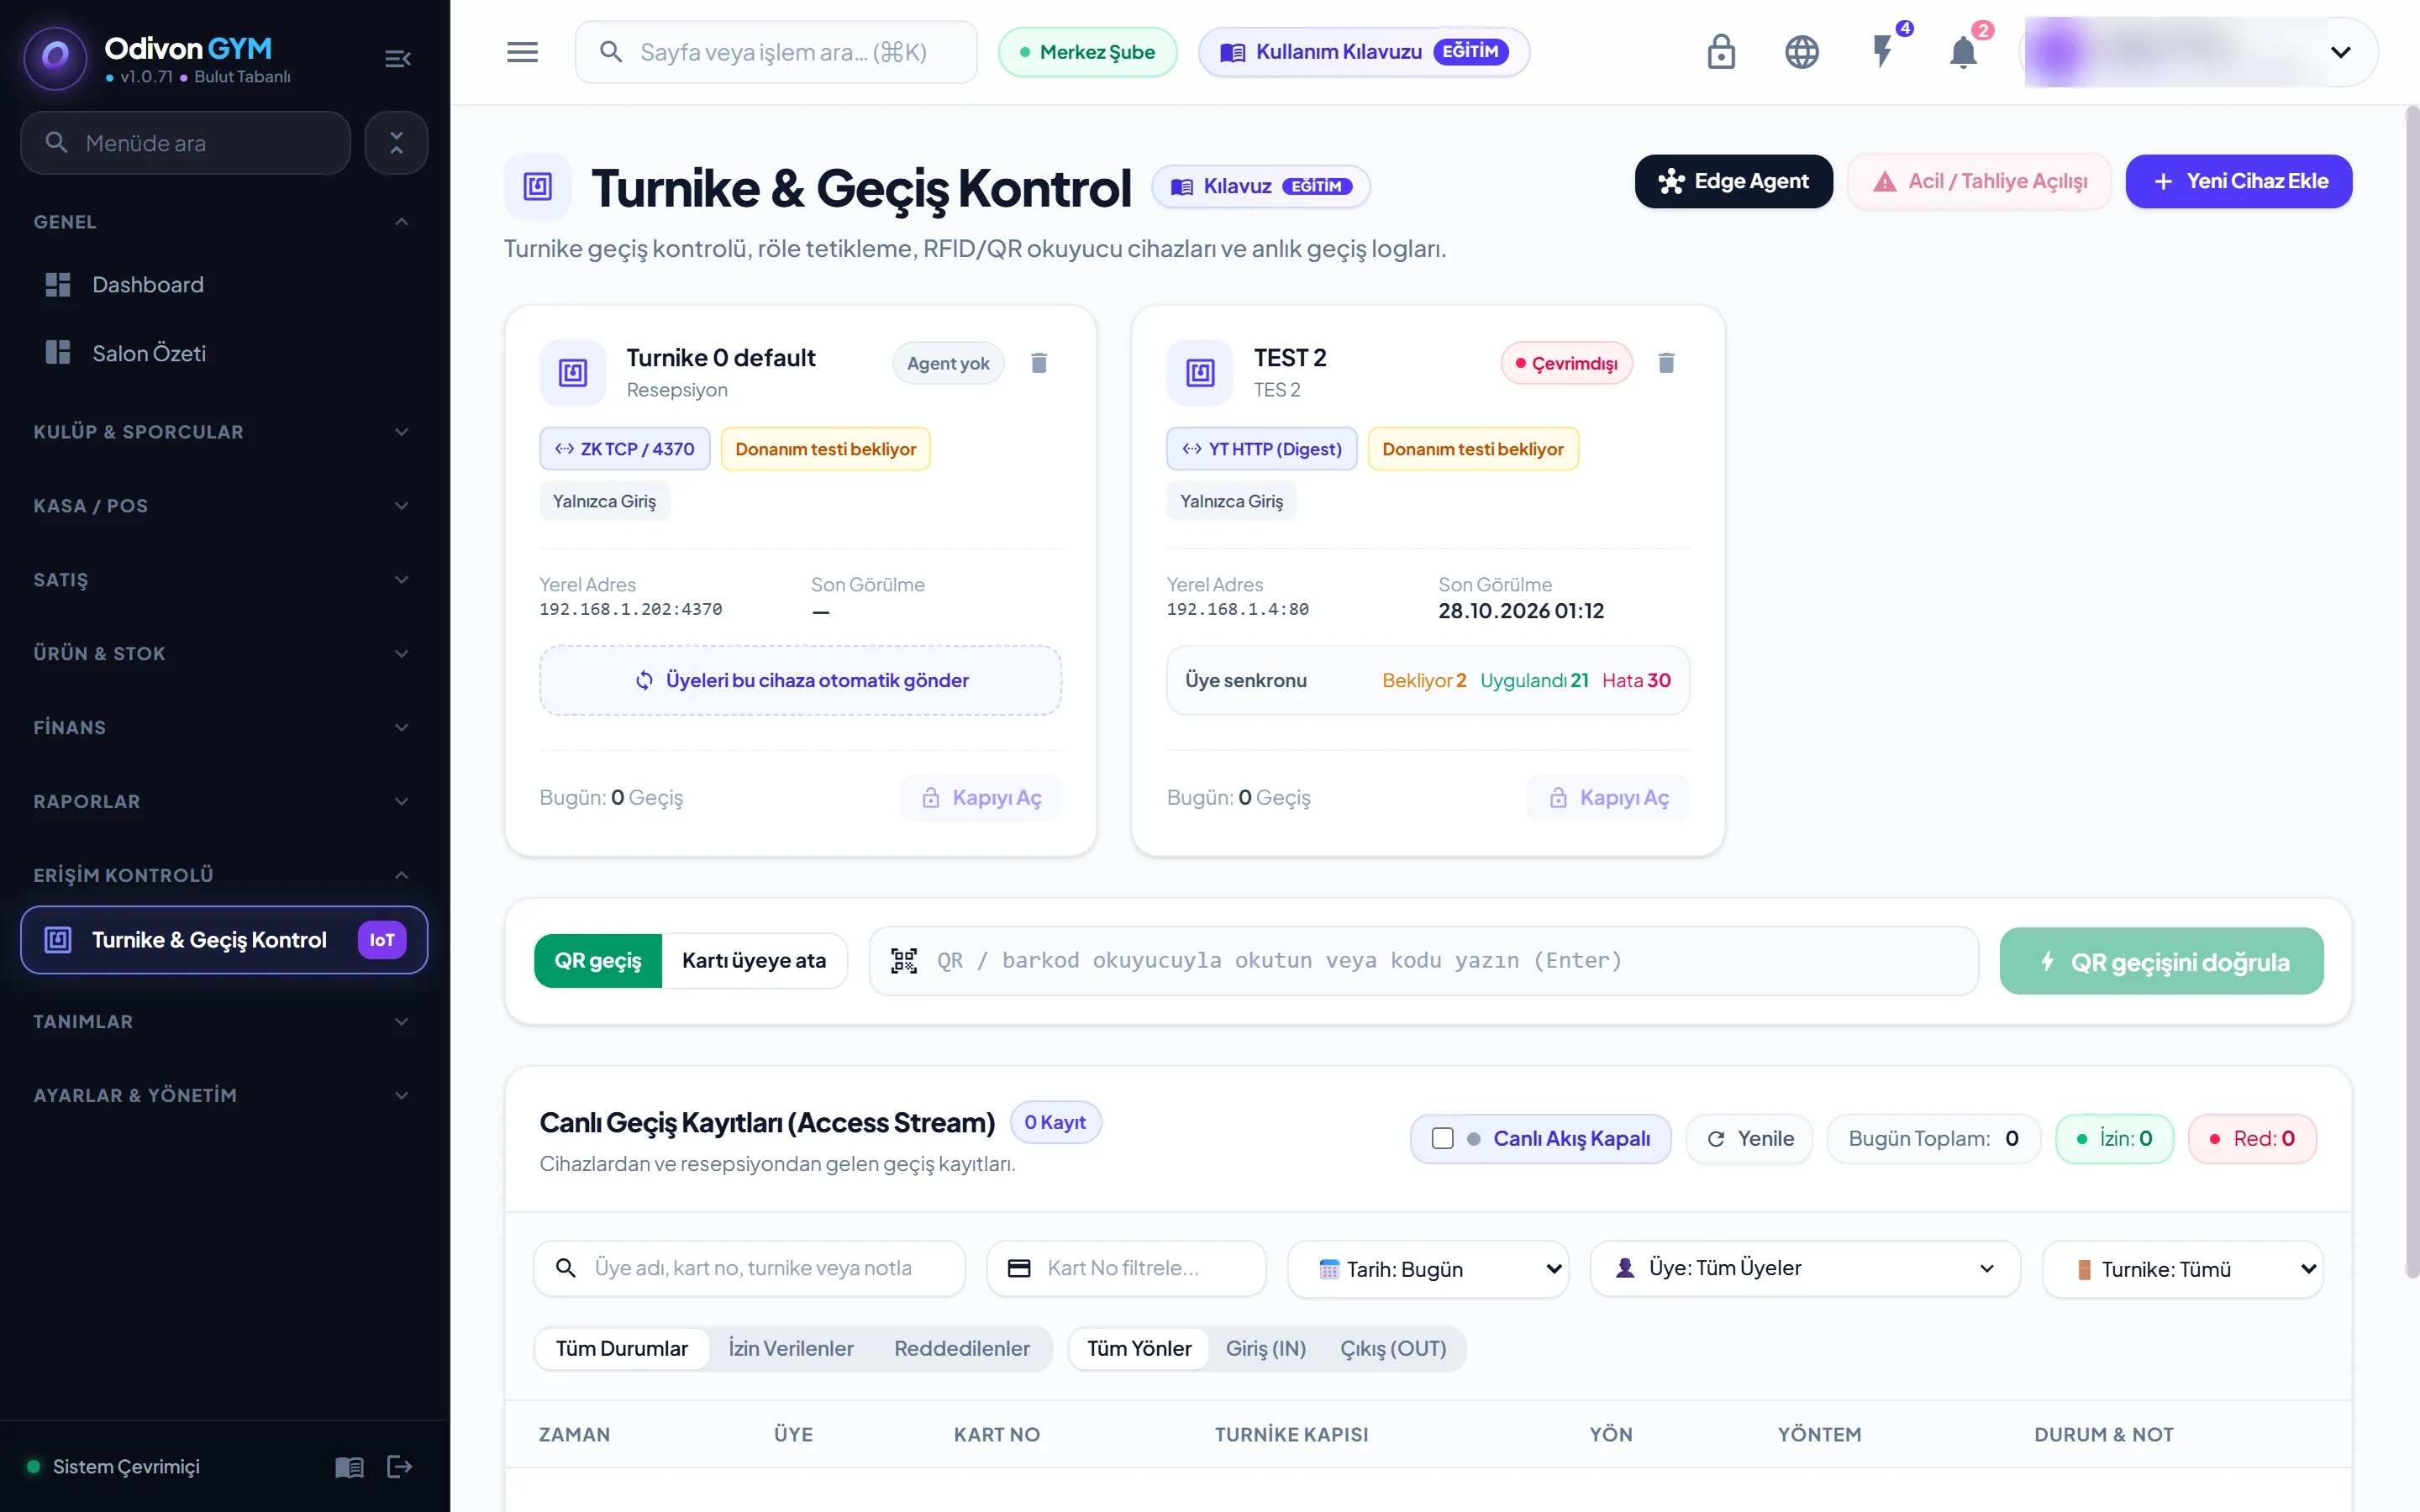 Odivon GYM
v1.0.71 Bulut Tabanlı
Menüde ara
GENEL
Dashboard
Salon Özeti
KULÜP & SPORCULAR
KASA / POS
SATIŞ
ÜRÜN & STOK
FİNANS
RAPORLAR
ERİŞİM KONTROLÜ
Turnike & Geçiş Kontrol IoT
TANIMLAR
AYARLAR & YÖNETİM
Sistem Çevrimiçi
Sayfa veya işlem ara... (⌘K)
Merkez Şube
Kullanım Kılavuzu EĞİTİM
4
2
Turnike & Geçiş Kontrol
Kılavuz EĞİTİM
Edge Agent
Acil / Tahliye Açılışı
Yeni Cihaz Ekle
Turnike geçiş kontrolü, röle tetikleme, RFID/QR okuyucu cihazları ve anlık geçiş logları.
Turnike 0 default
Resepsiyon
Agent yok
ZK TCP / 4370
Donanım testi bekliyor
Yalnızca Giriş
Yerel Adres
192.168.1.202:4370
Son Görülme
—
Üyeleri bu cihaza otomatik gönder
Bugün: 0 Geçiş
Kapıyı Aç
TEST 2
TES 2
Çevrimdışı
YT HTTP (Digest)
Donanım testi bekliyor
Yalnızca Giriş
Yerel Adres
192.168.1.4:80
Son Görülme
28.10.2026 01:12
Üye senkronu
Bekliyor 2 Uygulandı 21 Hata 30
Bugün: 0 Geçiş
Kapıyı Aç
QR geçiş
Kartı üyeye ata
QR / barkod okuyucuyla okutun veya kodu yazın (Enter)
QR geçişini doğrula
Canlı Geçiş Kayıtları (Access Stream)
0 Kayıt
Cihazlardan ve resepsiyondan gelen geçiş kayıtları.
Canlı Akış Kapalı
Yenile
Bugün Toplam: 0
İzin: 0
Red: 0
Üye adı, kart no, turnike veya notla
Kart No filtrele...
Tarih: Bugün
Üye: Tüm Üyeler
Turnike: Tümü
Tüm Durumlar
İzin Verilenler
Reddedilenler
Tüm Yönler
Giriş (IN)
Çıkış (OUT)
ZAMAN
ÜYE
KART NO
TURNİKE KAPISI
YÖN
YÖNTEM
DURUM & NOT